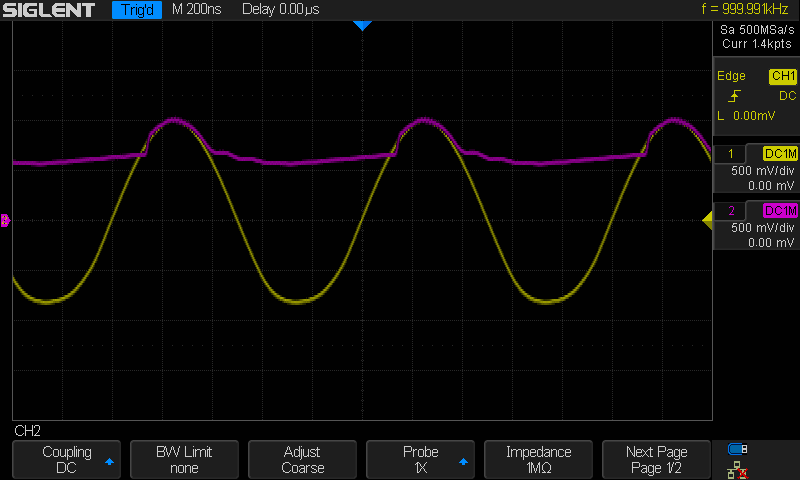 SIGLENT Trig'd M 200ns Delay 0.00µs f = 999.991kHz
Sa 500MSa/s
Curr 1.4kpts
Edge CH1
DC
L 0.00mV
1 DC1M
500 mV/div
0.00 mV
2 DC1M
500 mV/div
0.00 mV
CH2
Coupling
DC
BW Limit
none
Adjust
Coarse
Probe
1X
Impedance
1MΩ
Next Page
Page 1/2